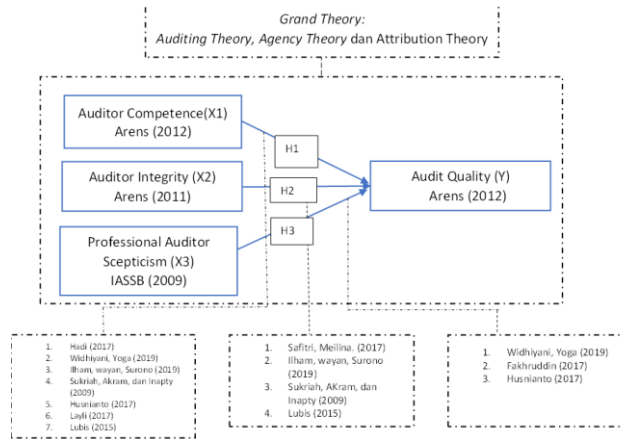 Grand Theory:
Auditing Theory, Agency Theory dan Attribution Theory
Auditor Competence(X1)
Arens (2012)
H1
Auditor Integrity (X2)
Arens (2011)
H2
Audit Quality (Y)
Arens (2012)
Professional Auditor
Scepticism (X3)
IASSB (2009)
H3
1. Hadi (2017)
2. Widhiyani, Yoga (2019)
3. Ilham, wayan, Surono (2019)
4. Sukriah, Akram, dan Inapty
(2009)
5. Husnianto (2017)
6. Layli (2017)
7. Lubis (2015)
1. Safitri, Meilina. (2017)
2. Ilham, wayan, Surono
(2019)
3. Sukriah, AKram, dan
Inapty (2009)
4. Lubis (2015)
1. Widhiyani, Yoga (2019)
2. Fakhruddin (2017)
3. Husnianto (2017)